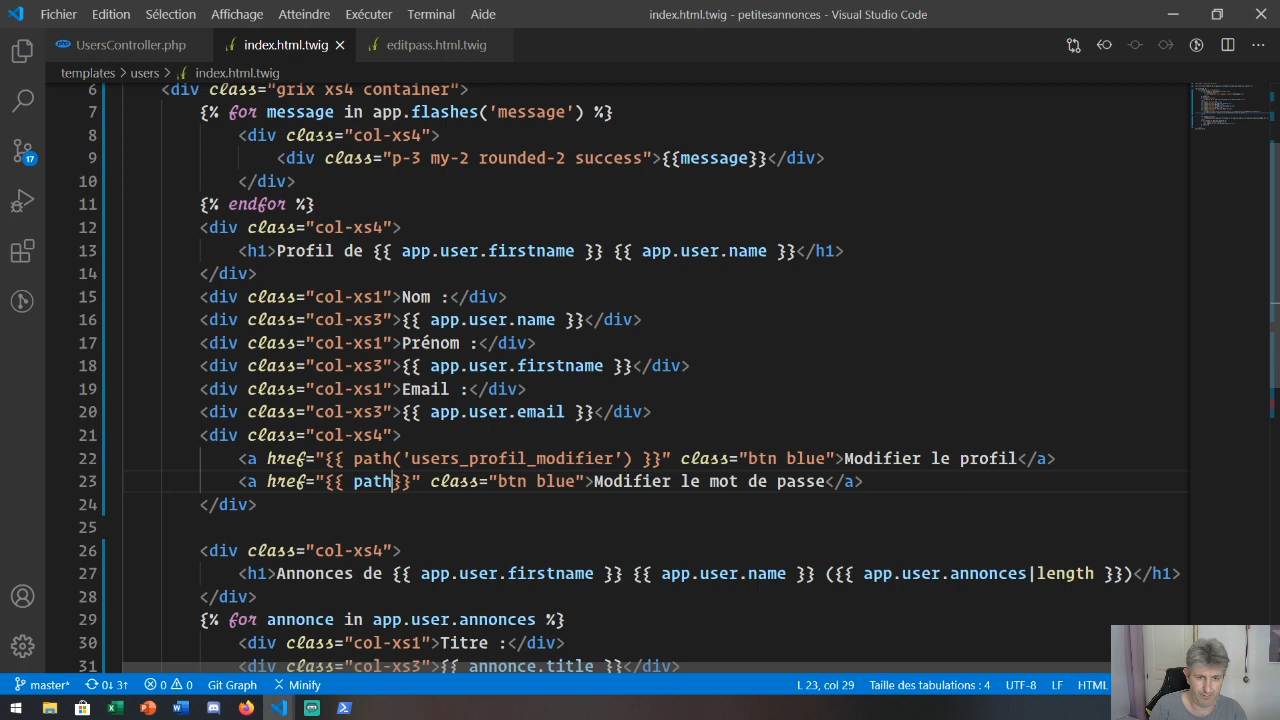 Fichier Edition Sélection Affichage Atteindre Exécuter Terminal Aide index.html.twig - petitesannonces - Visual Studio Code
UsersController.php index.html.twig editpass.html.twig
templates > users > index.html.twig
6 <div class="grix xs4 container">
7 {% for message in app.flashes('message') %}
8 <div class="col-xs4">
9 <div class="p-3 my-2 rounded-2 success">{{message}}</div>
10 </div>
11 {% endfor %}
12 <div class="col-xs4">
13 <h1>Profil de {{ app.user.firstname }} {{ app.user.name }}</h1>
14 </div>
15 <div class="col-xs1">Nom :</div>
16 <div class="col-xs3">{{ app.user.name }}</div>
17 <div class="col-xs1">Prénom :</div>
18 <div class="col-xs3">{{ app.user.firstname }}</div>
19 <div class="col-xs1">Email :</div>
20 <div class="col-xs3">{{ app.user.email }}</div>
21 <div class="col-xs4">
22 <a href="{{ path('users_profil_modifier') }}" class="btn blue">Modifier le profil</a>
23 <a href="{{ path}}" class="btn blue">Modifier le mot de passe</a>
24 </div>
25
26 <div class="col-xs4">
27 <h1>Annonces de {{ app.user.firstname }} {{ app.user.name }} ({{ app.user.annonces|length }})</h1>
28 </div>
29 {% for annonce in app.user.annonces %}
30 <div class="col-xs1">Titre :</div>
31 <div class="col-xs3">{{ annonce.title }}</div>
17
master* 0↓ 3↑ 0 0 Git Graph Minify L 23, col 29 Taille des tabulations : 4 UTF-8 LF HTML